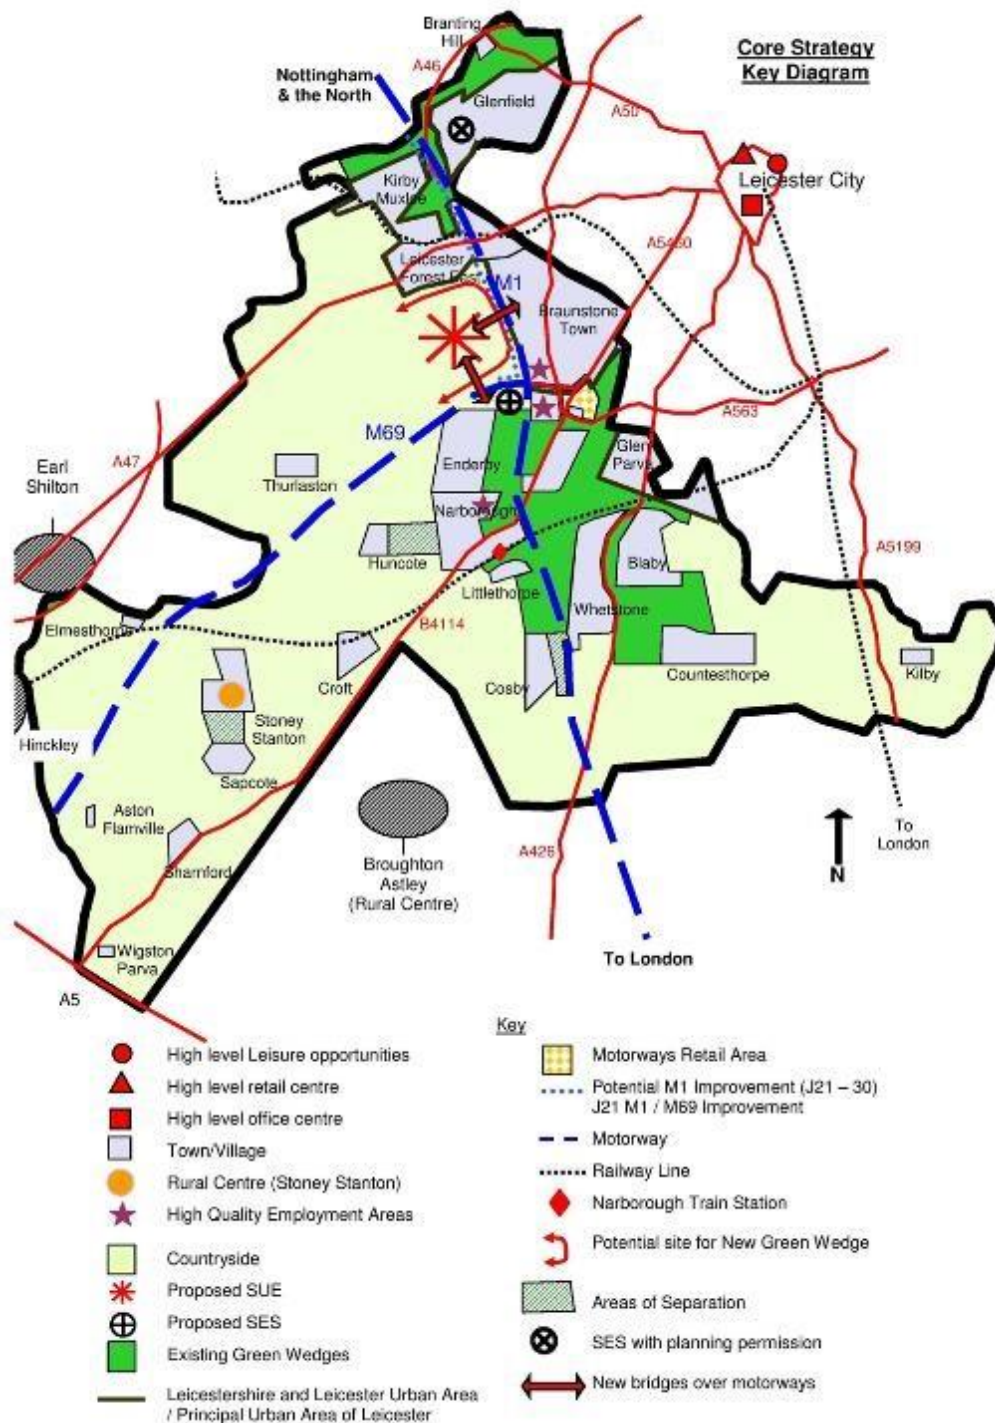 Core Strategy
Key Diagram
Branting
Hill
A46
Nottingham
& the North
Glenfield
A50
Kirby
Muxloe
Leicester City
A5460
Leicester
Forest East
M1
Braunstone
Town
A563
M69
Glen
Parva
Enderby
A47
Earl
Shilton
Thurlaston
Narborough
A5199
Huncote
Blaby
Littlethorpe
Whetstone
Elmesthorpe
B4114
Croft
Cosby
Countesthorpe
Kilby
Stoney
Stanton
Hinckley
Sapcote
Aston
Flamville
To
London
Sharnford
A426
Broughton
Astley
(Rural Centre)
N
Wigston
Parva
To London
A5
Key
High level Leisure opportunities
High level retail centre
High level office centre
Town/Village
Rural Centre (Stoney Stanton)
High Quality Employment Areas
Countryside
Proposed SUE
Proposed SES
Existing Green Wedges
Leicestershire and Leicester Urban Area
/ Principal Urban Area of Leicester
Motorways Retail Area
Potential M1 Improvement (J21 – 30)
J21 M1 / M69 Improvement
Motorway
Railway Line
Narborough Train Station
Potential site for New Green Wedge
Areas of Separation
SES with planning permission
New bridges over motorways